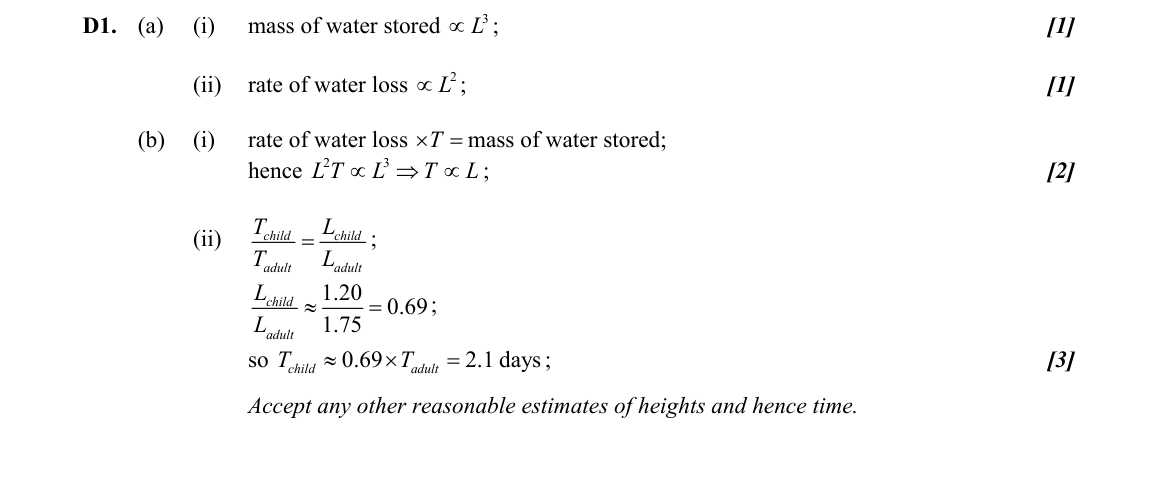 D1. (a) (i) mass of water stored ∝ L³ ; [1]
(ii) rate of water loss ∝ L² ; [1]
(b) (i) rate of water loss ×T = mass of water stored;
hence L²T ∝ L³ ⇒ T ∝ L ; [2]
(ii) T_child / T_adult = L_child / L_adult ;
L_child / L_adult ≈ 1.20 / 1.75 = 0.69 ;
so T_child ≈ 0.69 × T_adult = 2.1 days ; [3]
Accept any other reasonable estimates of heights and hence time.